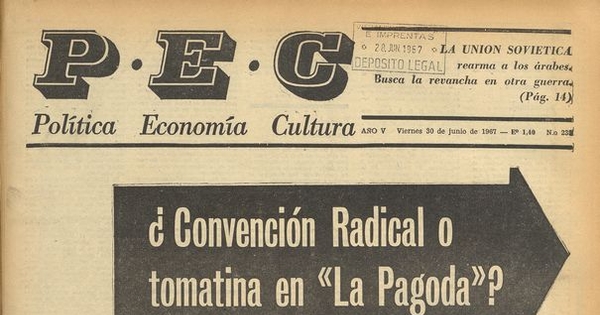 P·E·C
Política Economía Cultura
E IMPRENTAS
28 JUN. 1967
DEPOSITO LEGAL
LA UNION SOVIETICA
rearma a los árabes.
Busca la revancha en otra guerra.
(Pág. 14)
AÑO V Viernes 30 de junio de 1967 — Eº 1,40 N.o
¿Convención Radical o
tomatina en «La Pagoda»?